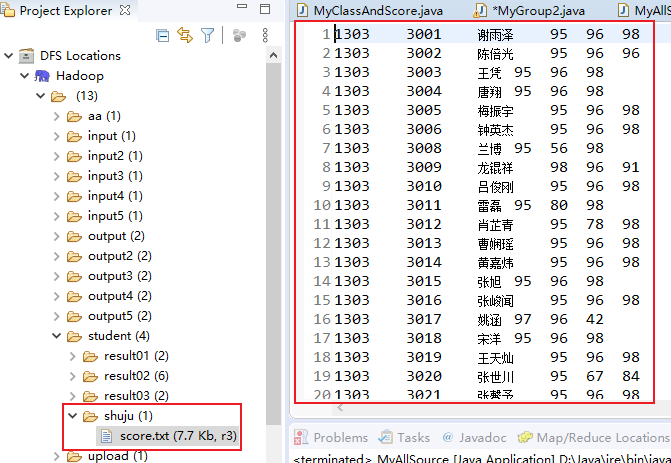 Project Explorer
DFS Locations
Hadoop
(13)
aa (1)
input (1)
input2 (1)
input3 (1)
input4 (1)
input5 (1)
output (2)
output2 (2)
output3 (2)
output4 (2)
output5 (2)
student (4)
result01 (2)
result02 (6)
result03 (2)
shuju (1)
score.txt (7.7 Kb, r3)
upload (1)
MyClassAndScore.java *MyGroup2.java MyAllSo
1 1303 3001 谢雨泽 95 96 98
2 1303 3002 陈倍光 95 96 96
3 1303 3003 王凭 95 96 98
4 1303 3004 唐翔 95 96 98
5 1303 3005 梅振宇 95 96 98
6 1303 3006 钟英杰 95 96 98
7 1303 3008 兰博 95 56 98
8 1303 3009 龙锟祥 98 96 91
9 1303 3010 吕俊刚 95 96 98
10 1303 3011 雷磊 95 80 98
11 1303 3012 肖芷青 95 78 98
12 1303 3013 曹娴瑶 95 96 98
13 1303 3014 黄嘉炜 95 96 98
14 1303 3015 张旭 95 96 98
15 1303 3016 张峻闻 95 96 98
16 1303 3017 姚涵 97 96 42
17 1303 3018 宋洋 95 96 98
18 1303 3019 王天灿 95 96 98
19 1303 3020 张世川 95 67 84
20 1303 3021 张馨予 95 96 98
Problems Tasks Javadoc Map/Reduce Locations
<terminated> MyAllSource [Java Application] D:\Java\jre\bin\java